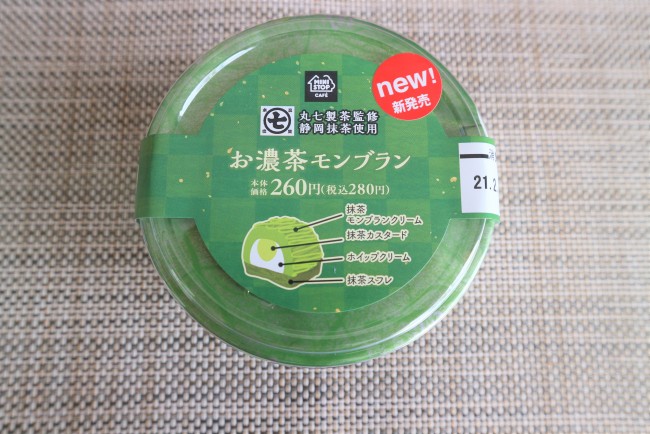 MINI
STOP
CAFÉ
new!
新発売
七
丸七製茶監修
静岡抹茶使用
お濃茶モンブラン
本体
価格 260円(税込280円)
21.2
抹茶
モンブランクリーム
抹茶カスタード
ホイップクリーム
抹茶スフレ